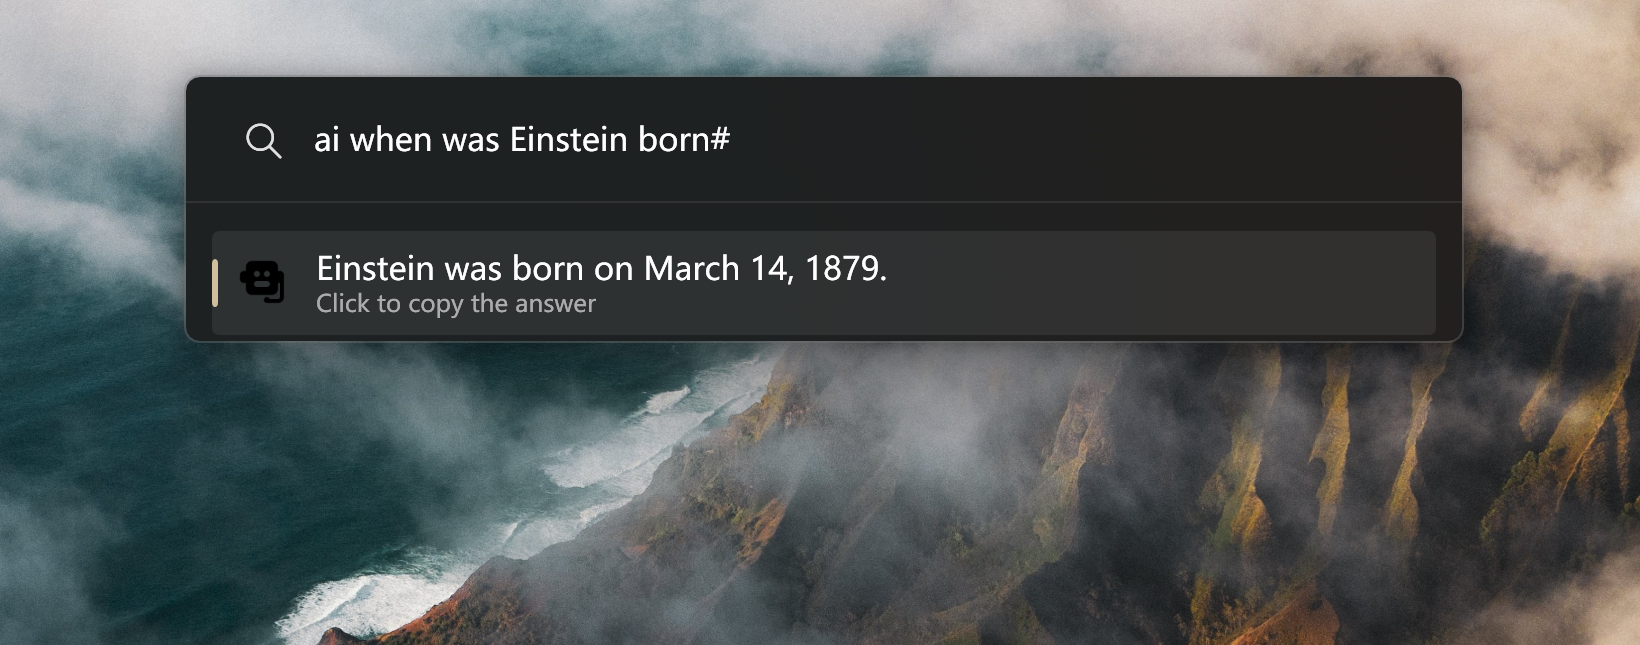 ai when was Einstein born#
Einstein was born on March 14, 1879.
Click to copy the answer